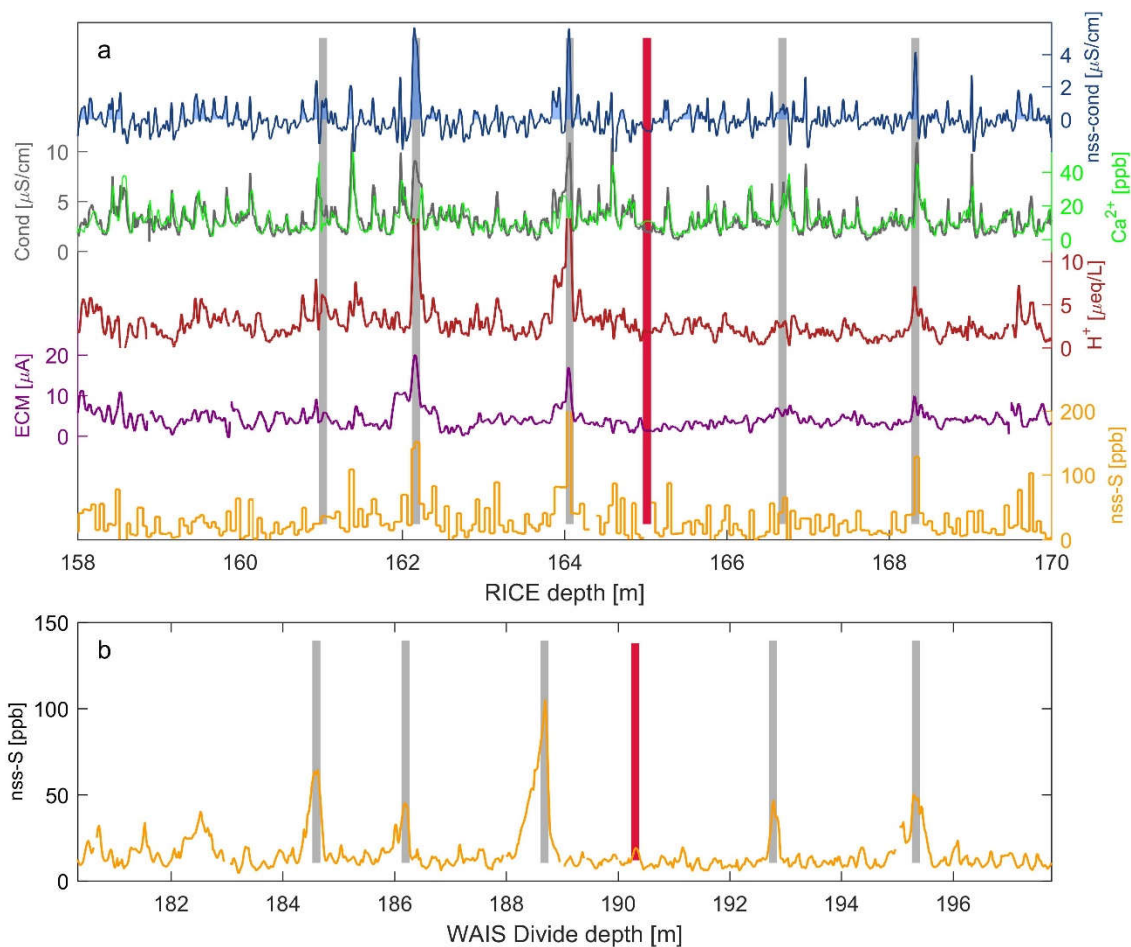 a
6
4
2
0
nss-cond [μS/cm]
10
5
0
Cond [μS/cm]
40
20
0
Ca2+ [ppb]
10
5
0
H+ [μeq/L]
20
10
0
ECM [μA]
200
100
0
nss-S [ppb]
158 160 162 164 166 168 170
RICE depth [m]
b
150
100
50
0
nss-S [ppb]
182 184 186 188 190 192 194 196
WAIS Divide depth [m]